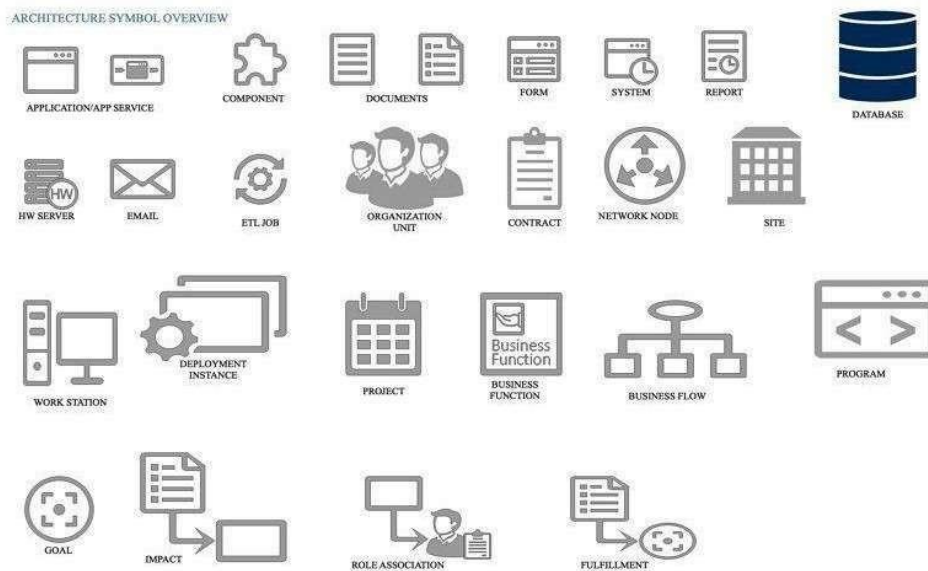 ARCHITECTURE SYMBOL OVERVIEW
APPLICATION/APP SERVICE
COMPONENT
DOCUMENTS
FORM
SYSTEM
REPORT
DATABASE
HW
HW SERVER
EMAIL
ETL JOB
ORGANIZATION
UNIT
CONTRACT
NETWORK NODE
SITE
WORK STATION
DEPLOYMENT
INSTANCE
PROJECT
Business
Function
BUSINESS
FUNCTION
BUSINESS FLOW
< >
PROGRAM
GOAL
IMPACT
ROLE ASSOCIATION
FULFILLMENT